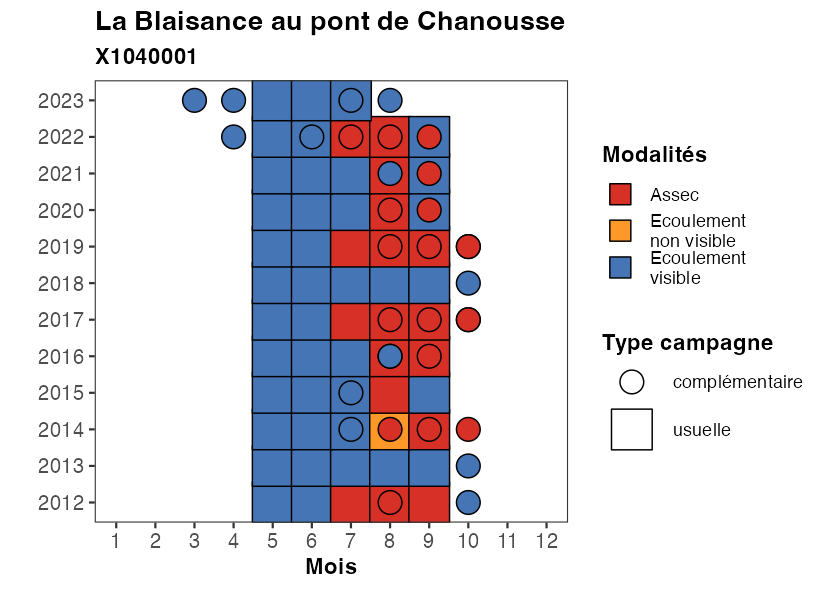 La Blaisance au pont de Chanousse
X1040001
2023
2022
2021
2020
2019
2018
2017
2016
2015
2014
2013
2012
1 2 3 4 5 6 7 8 9 10 11 12
Mois
Modalités
Assec
Ecoulement
non visible
Ecoulement
visible
Type campagne
complémentaire
usuelle